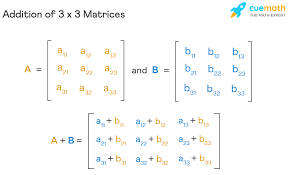 Addition of 3 x 3 Matrices
cuemath
THE MATH EXPERT
A = [ a₁₁ a₁₂ a₁₃ and B = [ b₁₁ b₁₂ b₁₃
a₂₁ a₂₂ a₂₃ b₂₁ b₂₂ b₂₃
a₃₁ a₃₂ a₃₃ ] b₃₁ b₃₂ b₃₃ ]
A + B = [ a₁₁ + b₁₁ a₁₂ + b₁₂ a₁₃ + b₁₃
a₂₁ + b₂₁ a₂₂ + b₂₂ a₂₃ + b₂₃
a₃₁ + b₃₁ a₃₂ + b₃₂ a₃₃ + b₃₃ ]